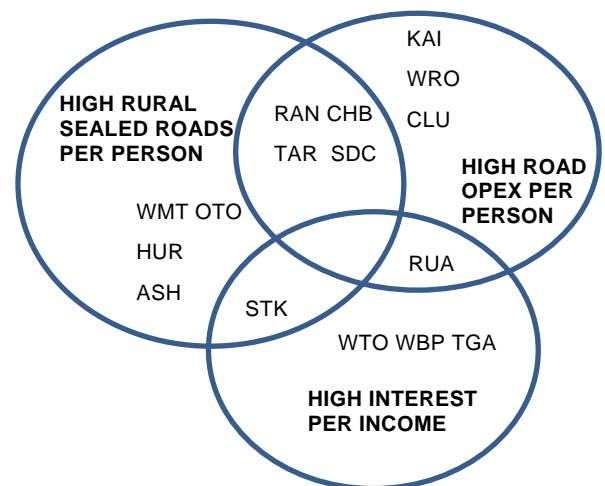 KAI
WRO
CLU
HIGH RURAL
SEALED ROADS
PER PERSON
RAN CHB
TAR SDC
HIGH ROAD
OPEX PER
PERSON
WMT OTO
HUR
ASH
RUA
STK
WTO WBP TGA
HIGH INTEREST
PER INCOME